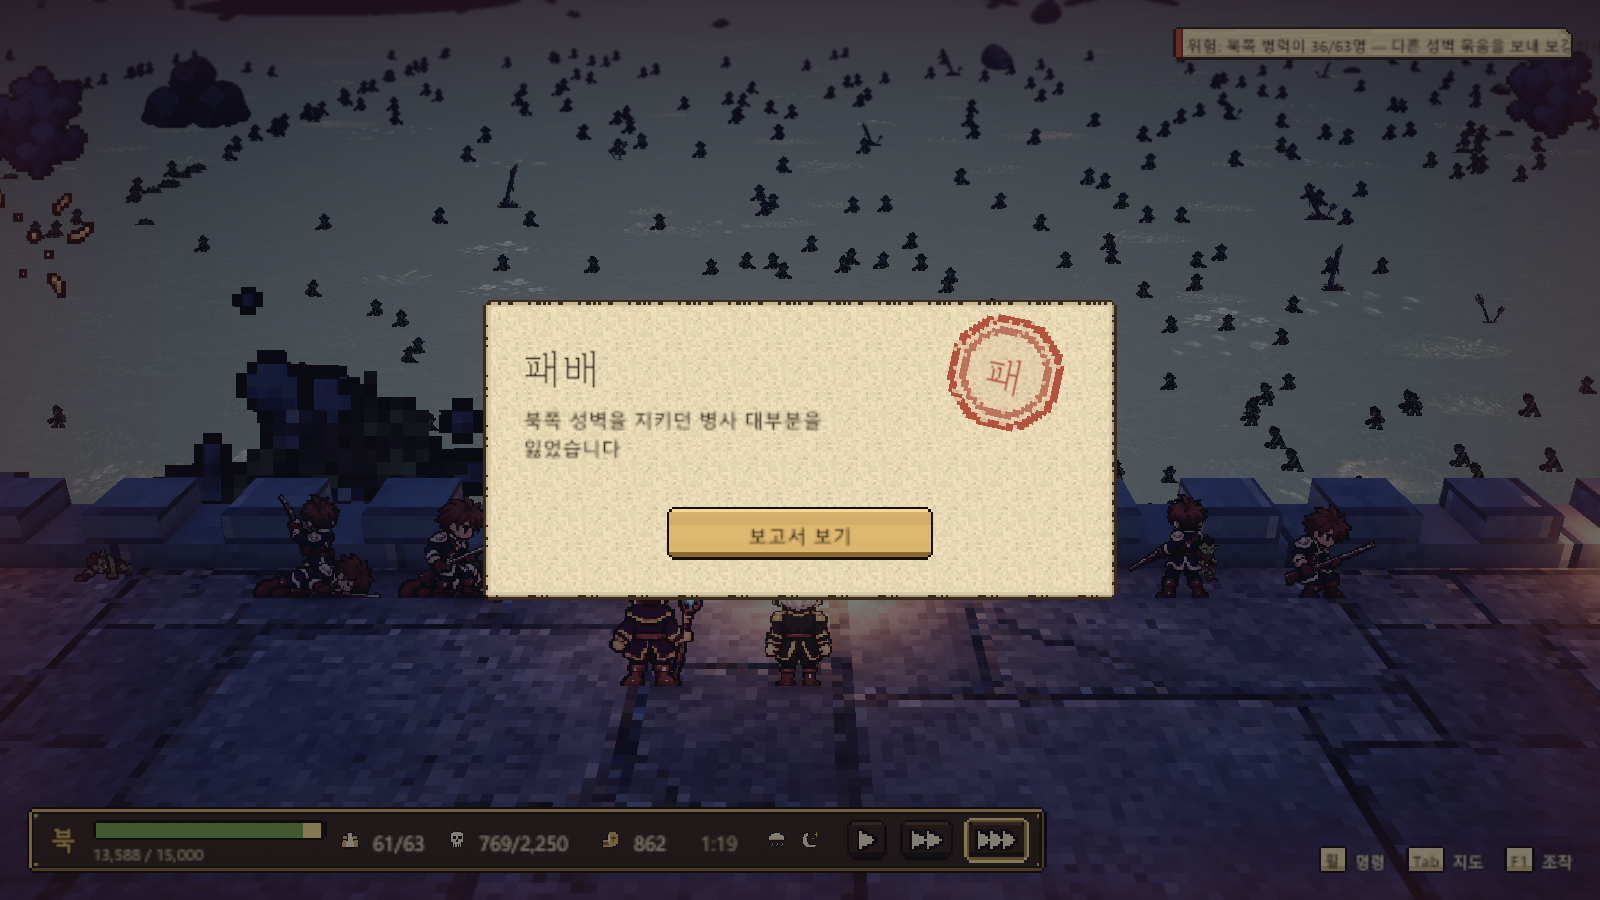 위험: 북쪽 병력이 36/63명 — 다른 성벽 묶음을 보내 보강
패배
패
북쪽 성벽을 지키던 병사 대부분을
잃었습니다
보고서 보기
북
13,588 / 15,000
61/63
769/2,250
862
1:19
휠 명령
Tab 지도
F1 조작